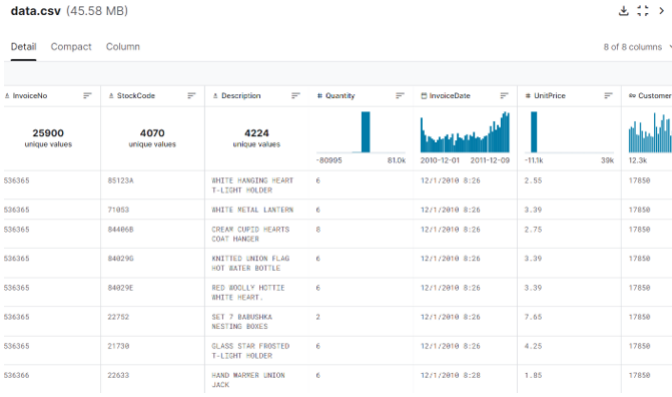 data.csv (45.58 MB)
Detail Compact Column 8 of 8 columns
InvoiceNo StockCode Description # Quantity InvoiceDate # UnitPrice Customer
25900 4070 4224
unique values unique values unique values
-80995 81.0k 2010-12-01 2011-12-09 -11.1k 39k 12.3k
536365 85123A WHITE HANGING HEART T-LIGHT HOLDER 6 12/1/2010 8:26 2.55 17850
536365 71053 WHITE METAL LANTERN 6 12/1/2010 8:26 3.39 17850
536365 84406B CREAM CUPID HEARTS COAT HANGER 8 12/1/2010 8:26 2.75 17850
536365 84029G KNITTED UNION FLAG HOT WATER BOTTLE 6 12/1/2010 8:26 3.39 17850
536365 84029E RED WOOLLY HOTTIE WHITE HEART. 6 12/1/2010 8:26 3.39 17850
536365 22752 SET 7 BABUSHKA NESTING BOXES 2 12/1/2010 8:26 7.65 17850
536365 21730 GLASS STAR FROSTED T-LIGHT HOLDER 6 12/1/2010 8:26 4.25 17850
536366 22633 HAND WARMER UNION JACK 6 12/1/2010 8:28 1.85 17850